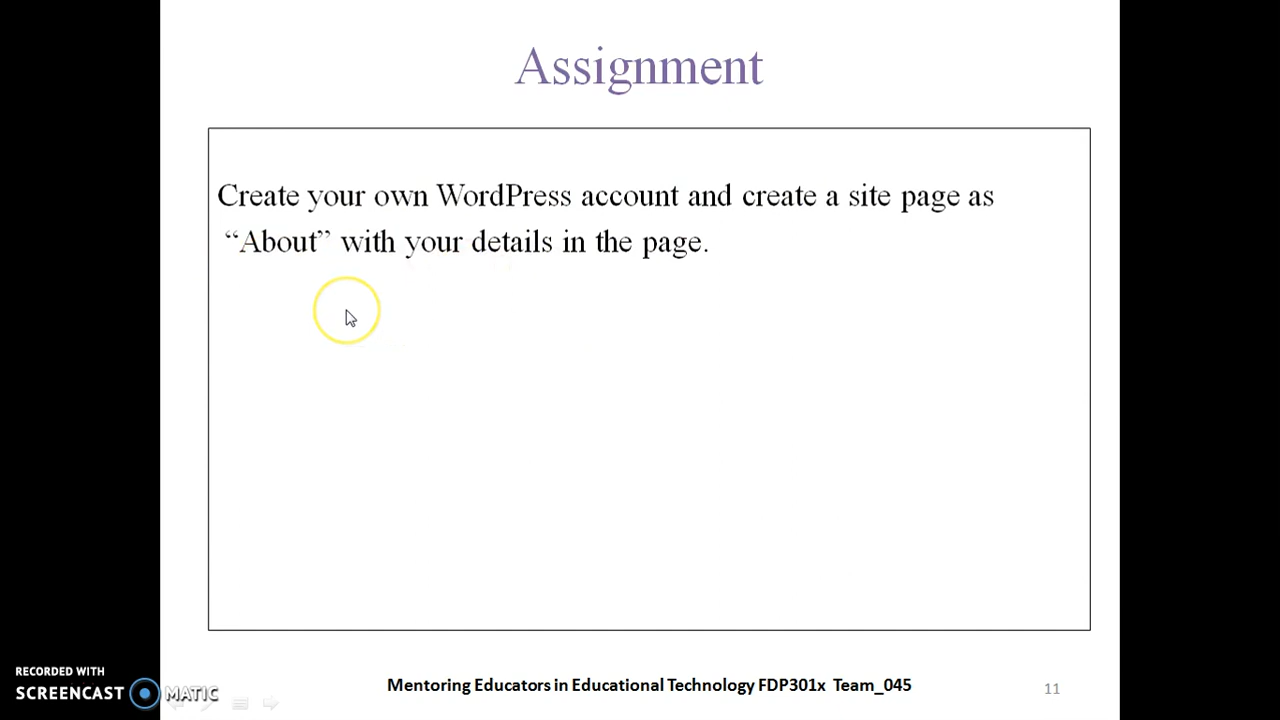 Assignment
Create your own WordPress account and create a site page as
“About” with your details in the page.
RECORDED WITH
SCREENCAST MATIC
Mentoring Educators in Educational Technology FDP301x Team_045
11